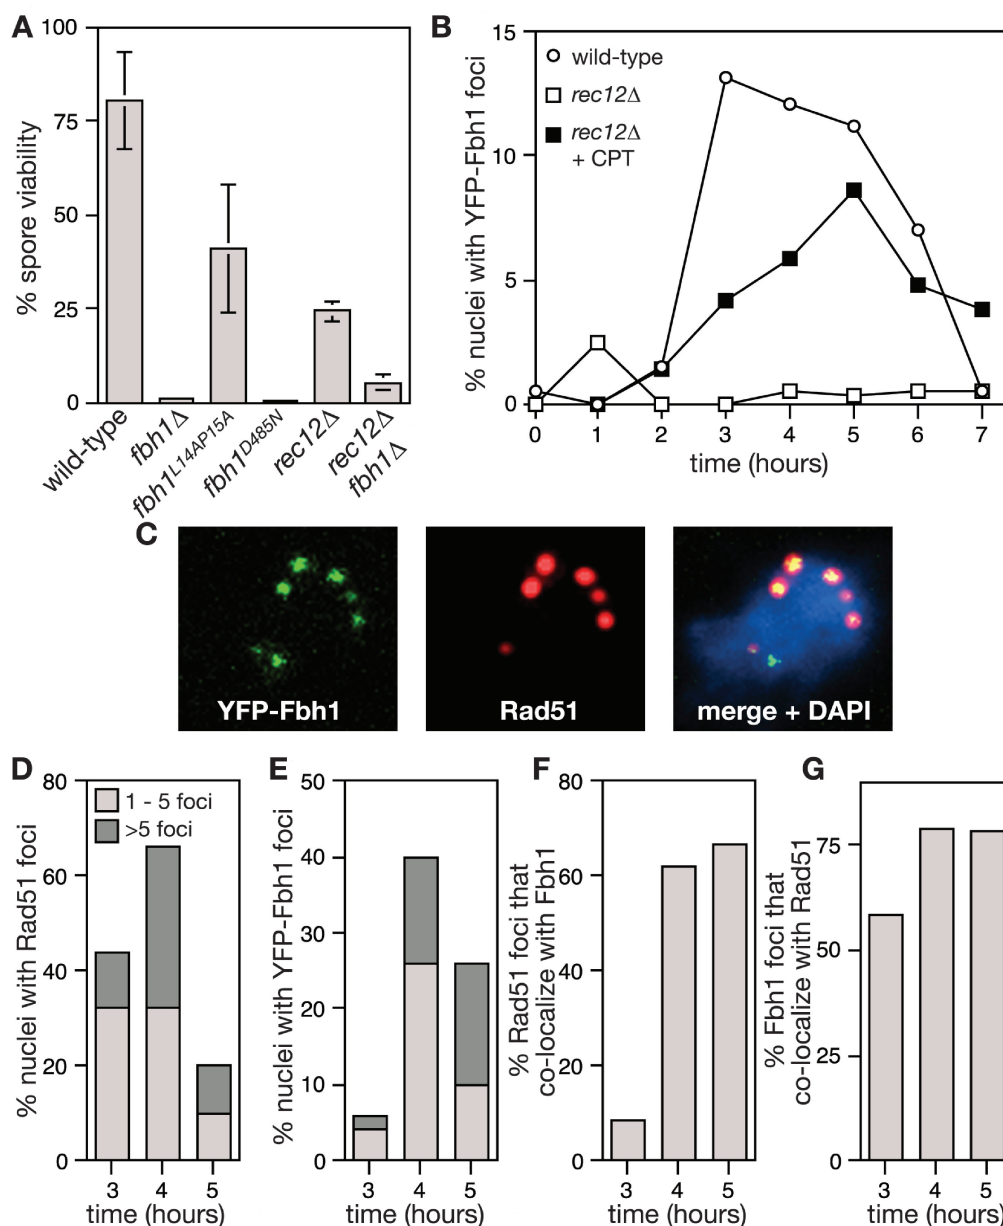 A
% spore viability
100
75
50
25
0
wild-type
fbh1Δ
fbh1L14AP15A
fbh1D485N
rec12Δ
rec12Δ
fbh1Δ
B
% nuclei with YFP-Fbh1 foci
15
10
5
0
wild-type
rec12Δ
rec12Δ
+ CPT
0 1 2 3 4 5 6 7
time (hours)
C
YFP-Fbh1
Rad51
merge + DAPI
D
% nuclei with Rad51 foci
80
60
40
20
0
1 - 5 foci
>5 foci
3 4 5
time (hours)
E
% nuclei with YFP-Fbh1 foci
50
40
30
20
10
0
3 4 5
time (hours)
F
% Rad51 foci that
co-localize with Fbh1
80
60
40
20
0
3 4 5
time (hours)
G
% Fbh1 foci that
co-localize with Rad51
75
50
25
0
3 4 5
time (hours)